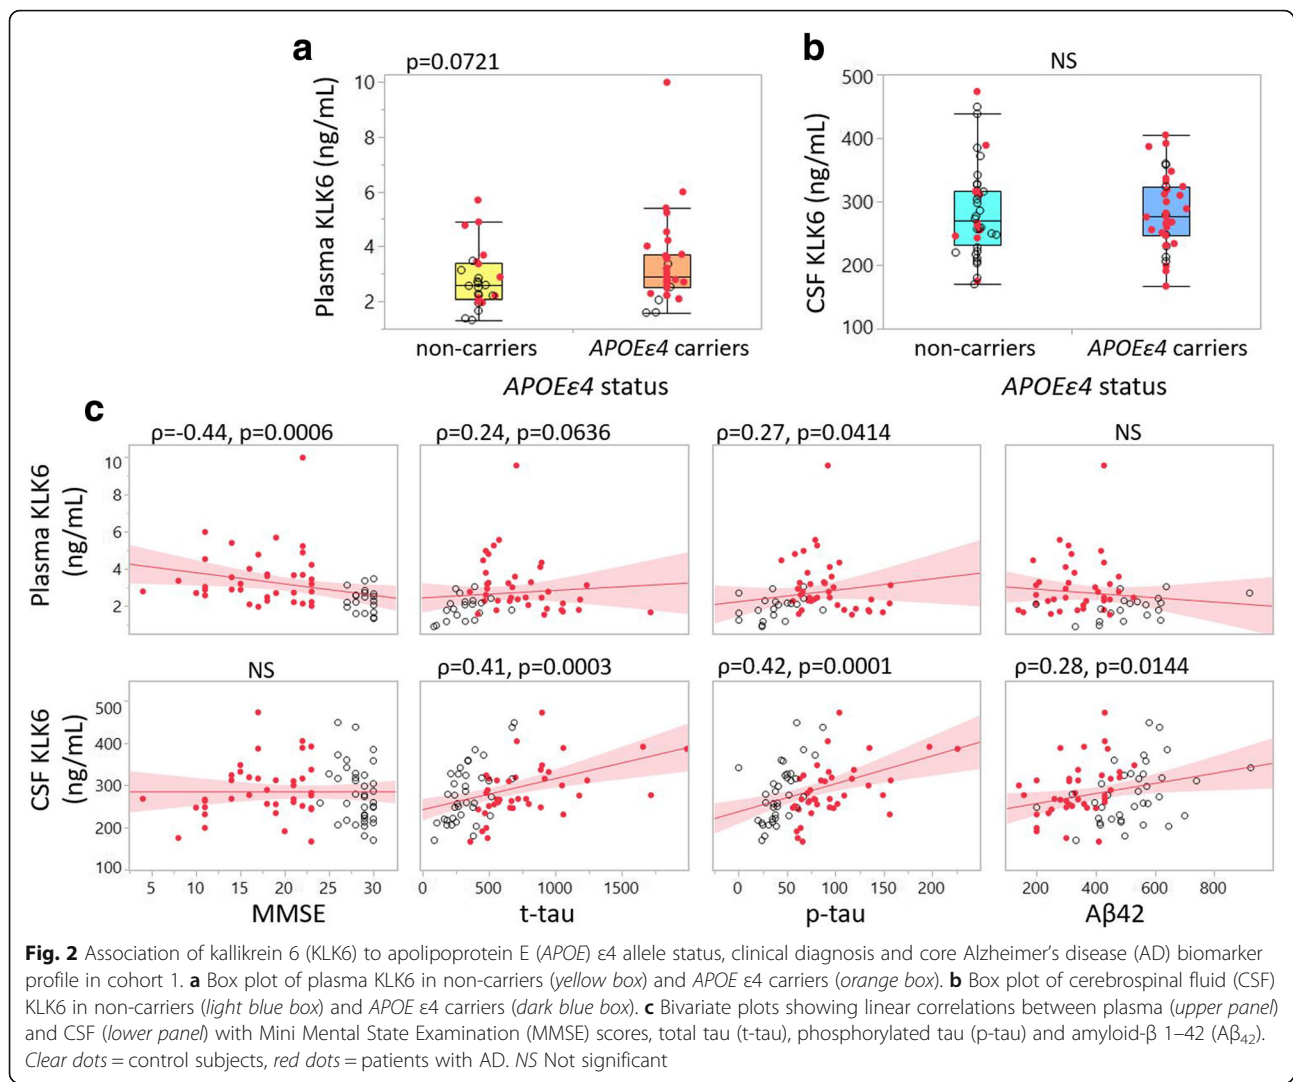 a
b
p=0.0721
NS
Plasma KLK6 (ng/mL)
10
8
6
4
2
non-carriers
APOEε4 carriers
APOEε4 status
CSF KLK6 (ng/mL)
500
400
300
200
100
non-carriers
APOEε4 carriers
APOEε4 status
c
ρ=-0.44, p=0.0006
ρ=0.24, p=0.0636
ρ=0.27, p=0.0414
NS
Plasma KLK6
(ng/mL)
10
8
6
4
2
NS
ρ=0.41, p=0.0003
ρ=0.42, p=0.0001
ρ=0.28, p=0.0144
CSF KLK6
(ng/mL)
500
400
300
200
100
5 10 15 20 25 30
0 500 1000 1500
0 50 100 150 200
200 400 600 800
MMSE
t-tau
p-tau
Aβ42
Fig. 2 Association of kallikrein 6 (KLK6) to apolipoprotein E (APOE) ε4 allele status, clinical diagnosis and core Alzheimer's disease (AD) biomarker
profile in cohort 1. a Box plot of plasma KLK6 in non-carriers (yellow box) and APOE ε4 carriers (orange box). b Box plot of cerebrospinal fluid (CSF)
KLK6 in non-carriers (light blue box) and APOE ε4 carriers (dark blue box). c Bivariate plots showing linear correlations between plasma (upper panel)
and CSF (lower panel) with Mini Mental State Examination (MMSE) scores, total tau (t-tau), phosphorylated tau (p-tau) and amyloid-β 1–42 (Aβ₄₂).
Clear dots = control subjects, red dots = patients with AD. NS Not significant